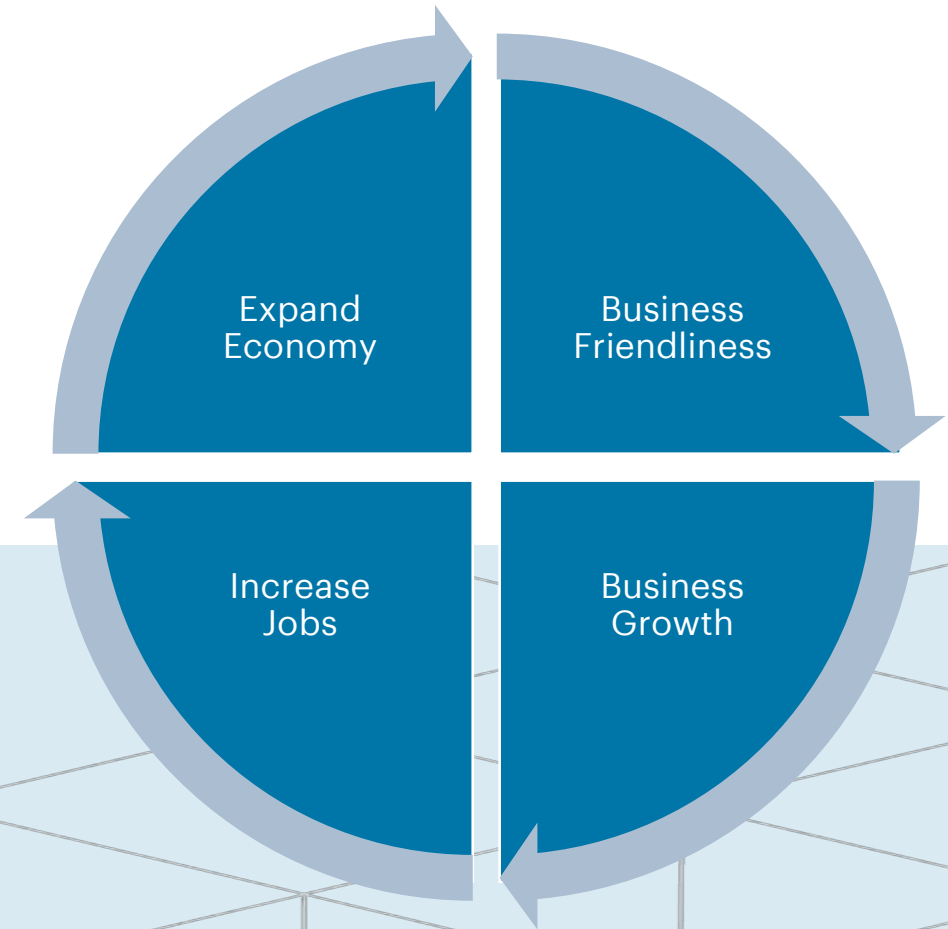 Expand
Economy
Business
Friendliness
Increase
Jobs
Business
Growth